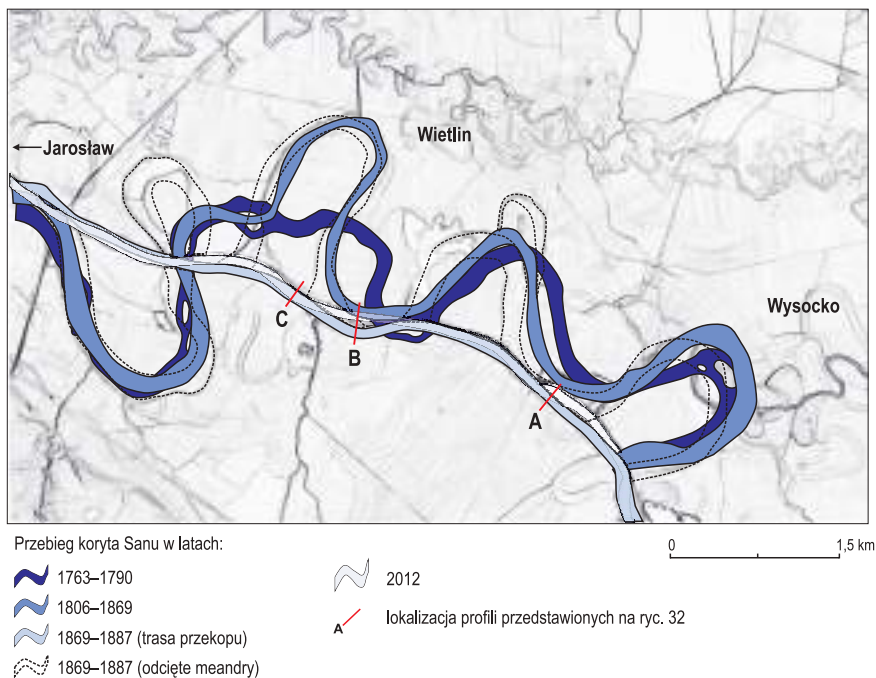 Wietlin
← Jarosław
Wysocko
C
B
A
Przebieg koryta Sanu w latach:
1763–1790
1806–1869
1869–1887 (trasa przekopu)
1869–1887 (odcięte meandry)
2012
A lokalizacja profili przedstawionych na ryc. 32
0 1,5 km